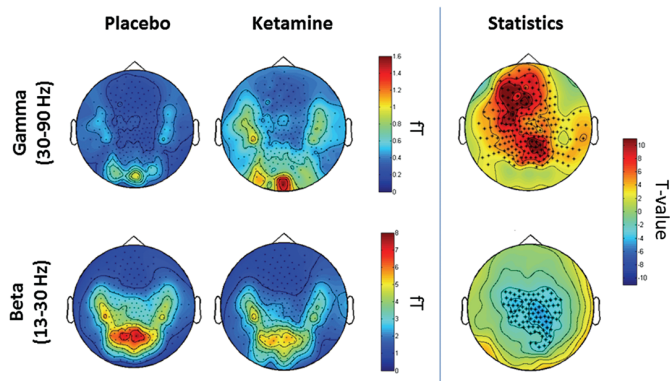 Placebo
Ketamine
Statistics
Gamma
(30-90 Hz)
1.6
1.4
1.2
1
0.8
0.6
0.4
0.2
0
fT
Beta
(13-30 Hz)
8
7
6
5
4
3
2
1
0
fT
10
8
6
4
2
0
-2
-4
-6
-8
-10
T-value